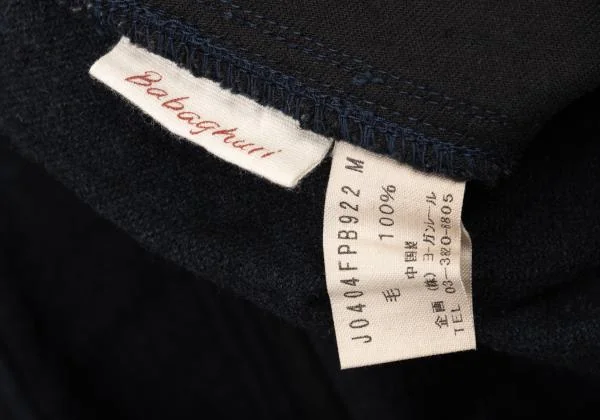 Babaghuri
J0404FPB922 M
毛 100%
中国製
企画 (株) ヨーガンレール
TEL 03-3820-8805